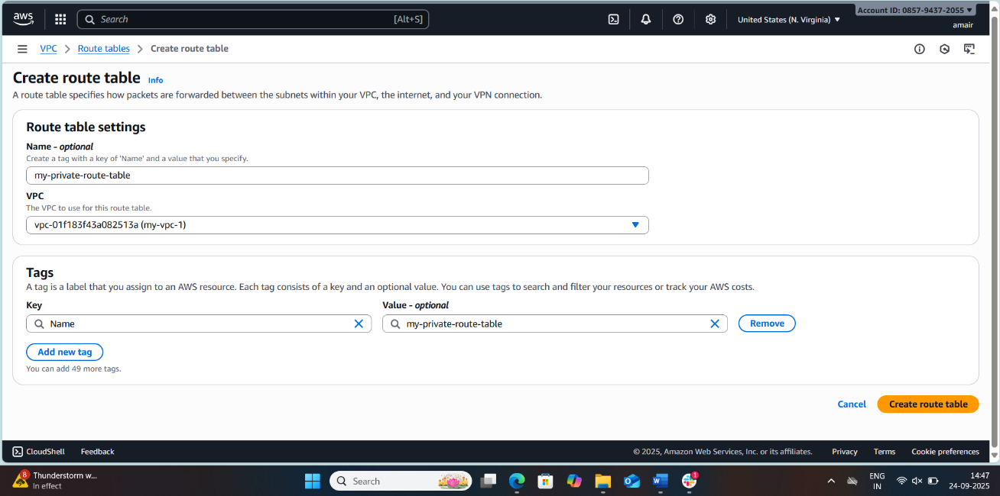 aws
Search [Alt+S]
United States (N. Virginia)
Account ID: 0857-9437-2055
amair
VPC > Route tables > Create route table
Create route table Info
A route table specifies how packets are forwarded between the subnets within your VPC, the internet, and your VPN connection.
Route table settings
Name - optional
Create a tag with a key of 'Name' and a value that you specify.
my-private-route-table
VPC
The VPC to use for this route table.
vpc-01f183f43a082513a (my-vpc-1)
Tags
A tag is a label that you assign to an AWS resource. Each tag consists of a key and an optional value. You can use tags to search and filter your resources or track your AWS costs.
Key Value - optional
Name my-private-route-table Remove
Add new tag
You can add 49 more tags.
Cancel Create route table
CloudShell Feedback © 2025, Amazon Web Services, Inc. or its affiliates. Privacy Terms Cookie preferences
8 Thunderstorm w...
In effect
Search
1
ENG
IN
14:47
24-09-2025